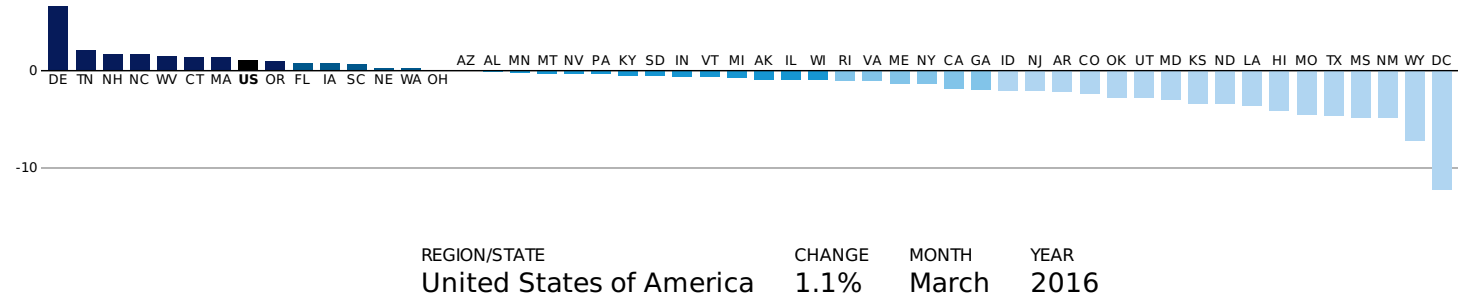 AZ AL MN MT NV PA KY SD IN VT MI AK IL WI RI VA ME NY CA GA ID NJ AR CO OK UT MD KS ND LA HI MO TX MS NM WY DC
0
DE TN NH NC WV CT MA US OR FL IA SC NE WA OH
-10
REGION/STATE CHANGE MONTH YEAR
United States of America 1.1% March 2016